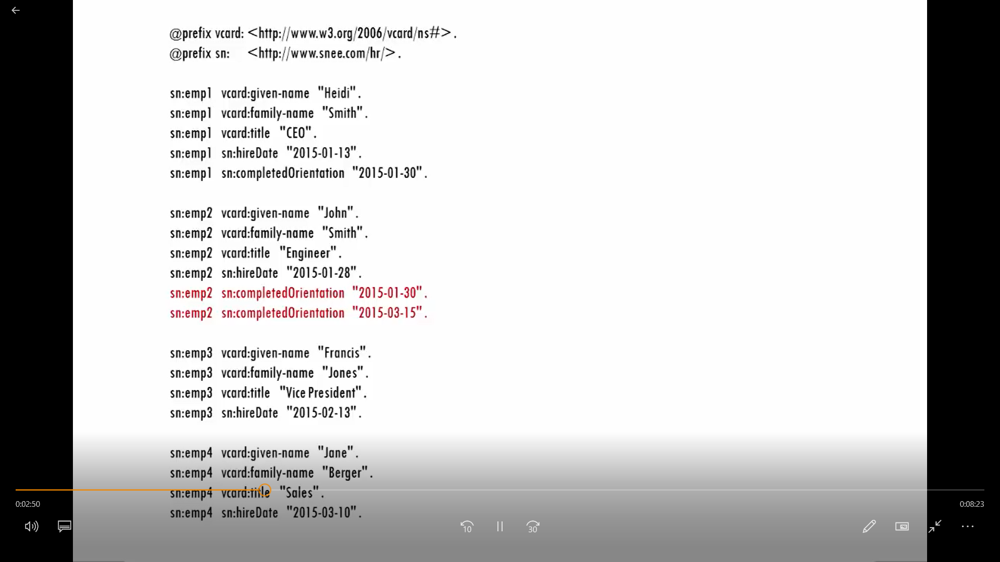 @prefix vcard: <http://www.w3.org/2006/vcard/ns#> .
@prefix sn: <http://www.snee.com/hr/> .
sn:emp1 vcard:given-name "Heidi" .
sn:emp1 vcard:family-name "Smith" .
sn:emp1 vcard:title "CEO" .
sn:emp1 sn:hireDate "2015-01-13" .
sn:emp1 sn:completedOrientation "2015-01-30" .
sn:emp2 vcard:given-name "John" .
sn:emp2 vcard:family-name "Smith" .
sn:emp2 vcard:title "Engineer" .
sn:emp2 sn:hireDate "2015-01-28" .
sn:emp2 sn:completedOrientation "2015-01-30" .
sn:emp2 sn:completedOrientation "2015-03-15" .
sn:emp3 vcard:given-name "Francis" .
sn:emp3 vcard:family-name "Jones" .
sn:emp3 vcard:title "Vice President" .
sn:emp3 sn:hireDate "2015-02-13" .
sn:emp4 vcard:given-name "Jane" .
sn:emp4 vcard:family-name "Berger" .
sn:emp4 vcard:title "Sales" .
0:02:50 0:08:23
sn:emp4 sn:hireDate "2015-03-10" .
10 30